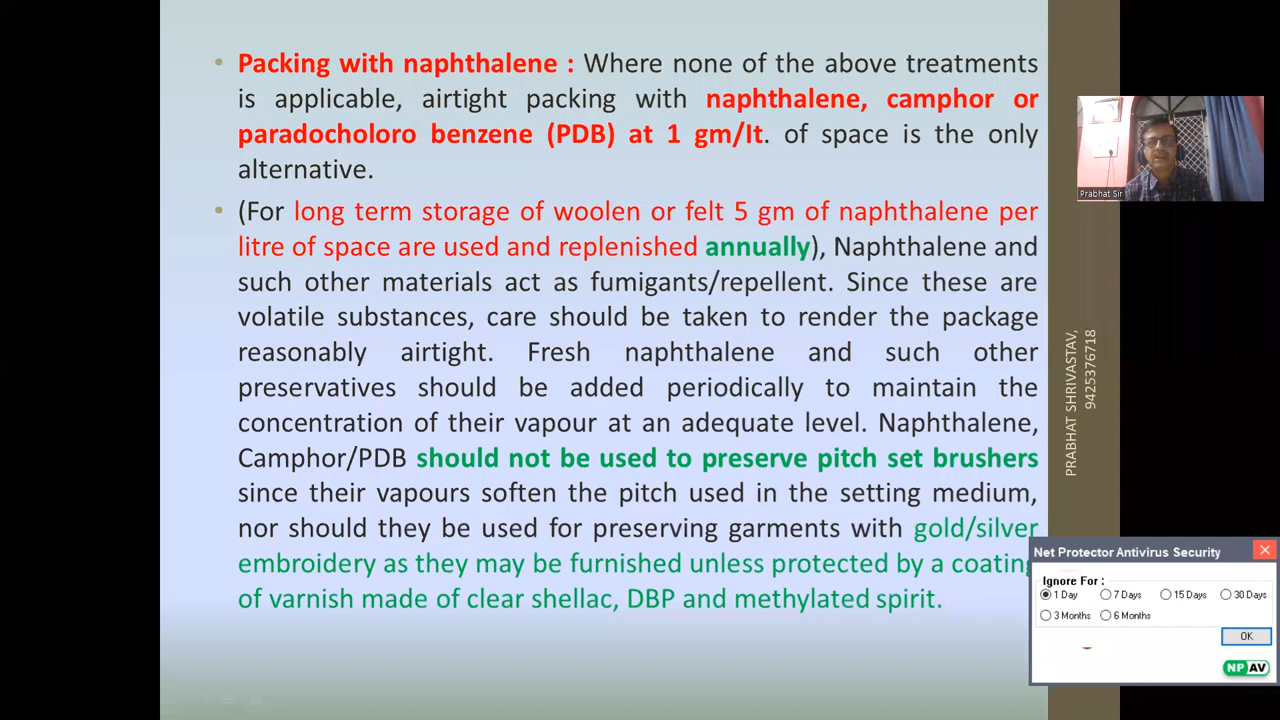 Packing with naphthalene : Where none of the above treatments
is applicable, airtight packing with naphthalene, camphor or
paradocholoro benzene (PDB) at 1 gm/It. of space is the only
alternative.
(For long term storage of woolen or felt 5 gm of naphthalene per
litre of space are used and replenished annually), Naphthalene and
such other materials act as fumigants/repellent. Since these are
volatile substances, care should be taken to render the package
reasonably airtight. Fresh naphthalene and such other
preservatives should be added periodically to maintain the
concentration of their vapour at an adequate level. Naphthalene,
Camphor/PDB should not be used to preserve pitch set brushers
since their vapours soften the pitch used in the setting medium,
nor should they be used for preserving garments with gold/silver
embroidery as they may be furnished unless protected by a coating
of varnish made of clear shellac, DBP and methylated spirit.
PRABHAT SHRIVASTAV,
9425376718
Prabhat Sir
Net Protector Antivirus Security
Ignore For :
1 Day 7 Days 15 Days 30 Days
3 Months 6 Months
OK
NP AV